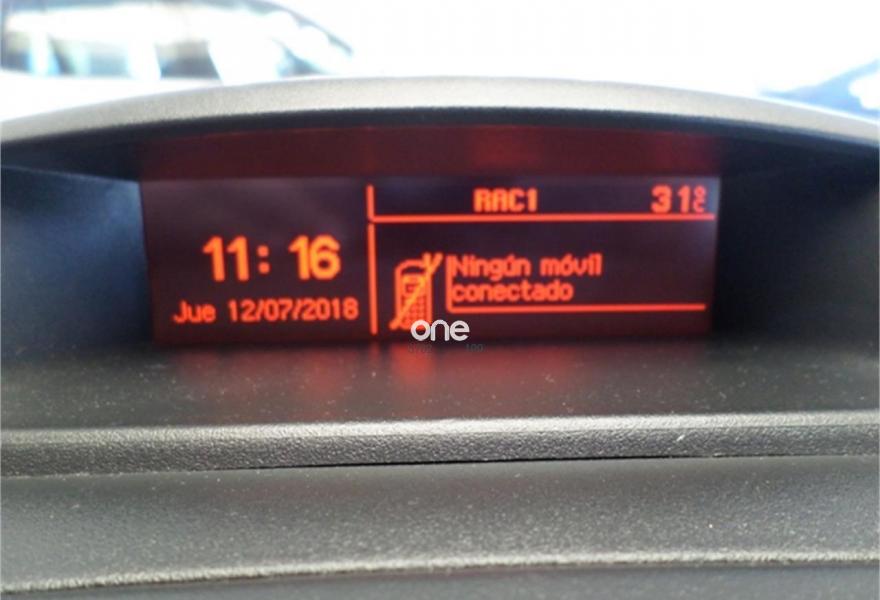 RAC1 31°C
11:16
Jue 12/07/2018
Ningún móvil
conectado
one